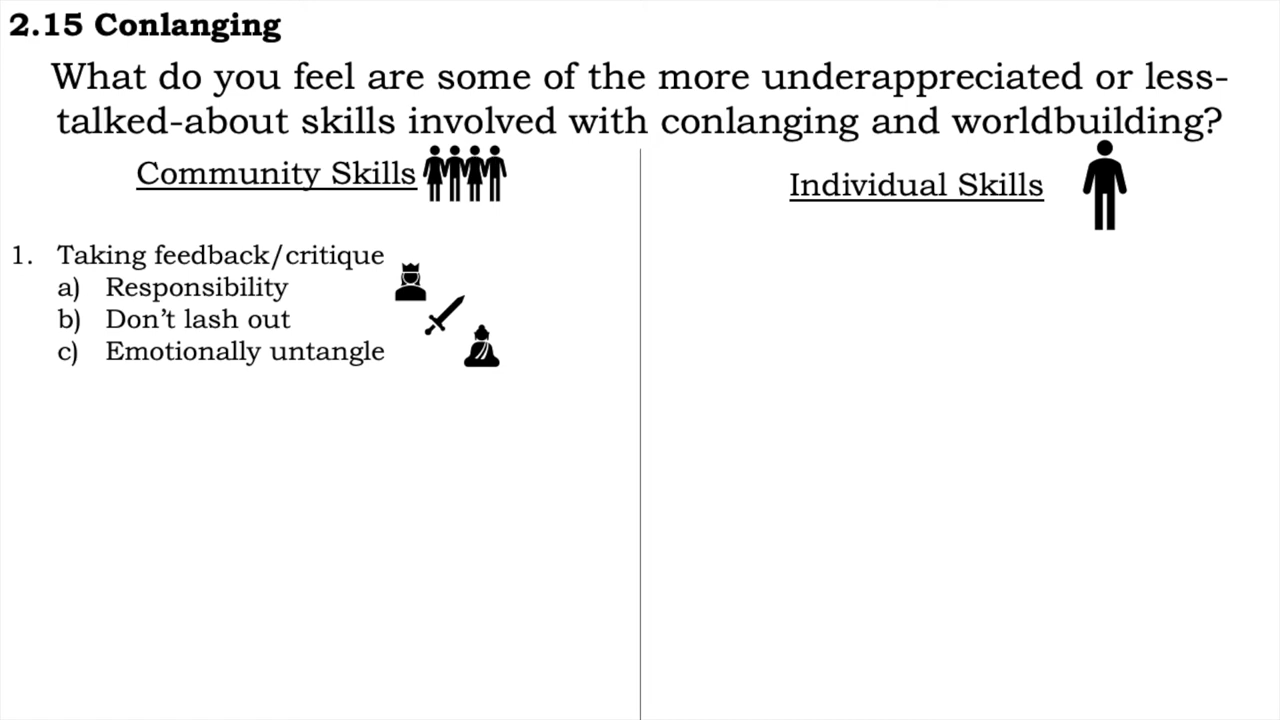 2.15 Conlanging
What do you feel are some of the more underappreciated or less-
talked-about skills involved with conlanging and worldbuilding?
Community Skills
Individual Skills
1. Taking feedback/critique
a) Responsibility
b) Don’t lash out
c) Emotionally untangle